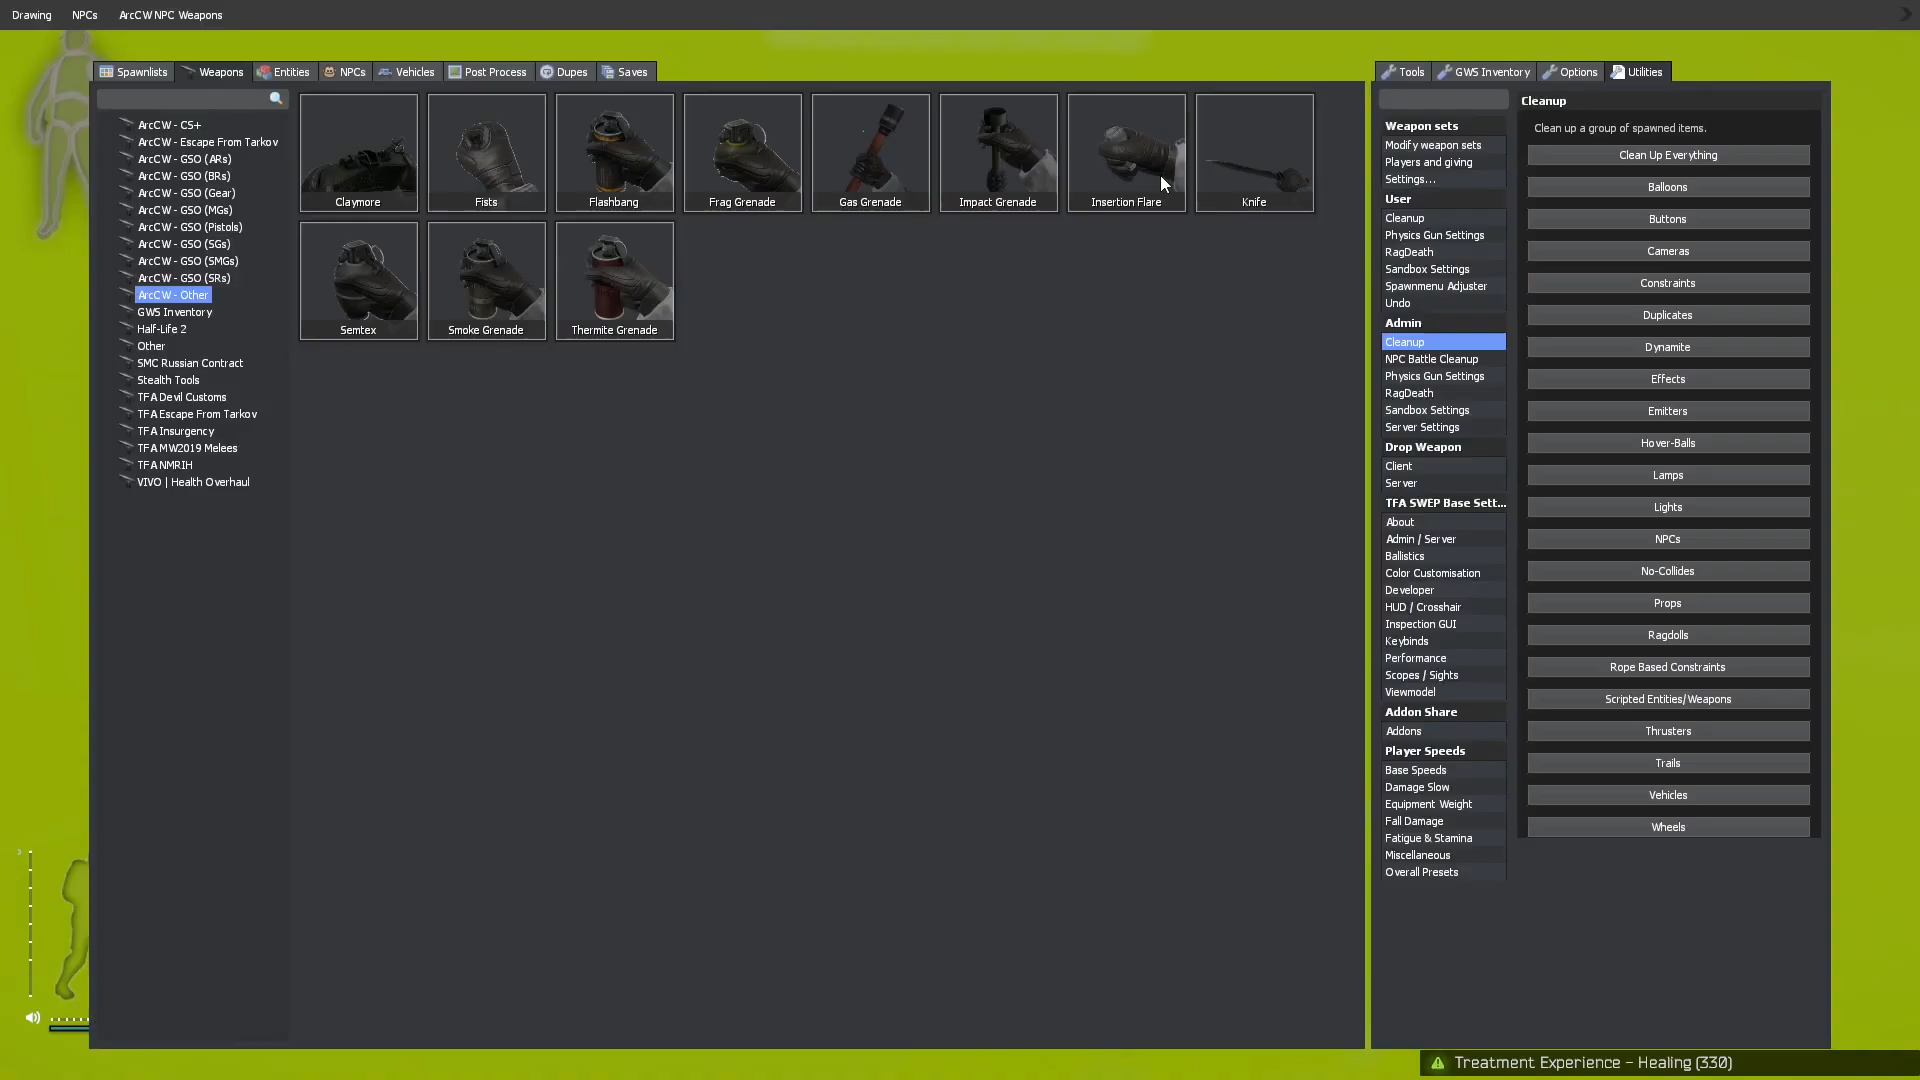 Drawing
NPCs
ArcCW NPC Weapons
Spawnlists
Weapons
Entities
NPCs
Vehicles
Post Process
Dupes
Saves
ArcCW - CS+
ArcCW - Escape From Tarkov
ArcCW - GSO (ARs)
ArcCW - GSO (BRs)
ArcCW - GSO (Gear)
ArcCW - GSO (MGs)
ArcCW - GSO (Pistols)
ArcCW - GSO (SGs)
ArcCW - GSO (SMGs)
ArcCW - GSO (SRs)
ArcCW - Other
GWS Inventory
Half-Life 2
Other
SMC Russian Contract
Stealth Tools
TFA Devil Customs
TFA Escape From Tarkov
TFA Insurgency
TFA MW2019 Melees
TFA NMRIH
VIVO | Health Overhaul
Claymore
Fists
Flashbang
Frag Grenade
Gas Grenade
Impact Grenade
Insertion Flare
Knife
Semtex
Smoke Grenade
Thermite Grenade
Tools
GWS Inventory
Options
Utilities
Weapon sets
Modify weapon sets
Players and giving
Settings...
User
Cleanup
Physics Gun Settings
RagDeath
Sandbox Settings
Spawnmenu Adjuster
Undo
Admin
Cleanup
NPC Battle Cleanup
Physics Gun Settings
RagDeath
Sandbox Settings
Server Settings
Drop Weapon
Client
Server
TFA SWEP Base Sett...
About
Admin / Server
Ballistics
Color Customisation
Developer
HUD / Crosshair
Inspection GUI
Keybinds
Performance
Scopes / Sights
Viewmodel
Addon Share
Addons
Player Speeds
Base Speeds
Damage Slow
Equipment Weight
Fall Damage
Fatigue & Stamina
Miscellaneous
Overall Presets
Cleanup
Clean up a group of spawned items.
Clean Up Everything
Balloons
Buttons
Cameras
Constraints
Duplicates
Dynamite
Effects
Emitters
Hover-Balls
Lamps
Lights
NPCs
No-Collides
Props
Ragdolls
Rope Based Constraints
Scripted Entities/Weapons
Thrusters
Trails
Vehicles
Wheels
Treatment Experience - Healing (330)